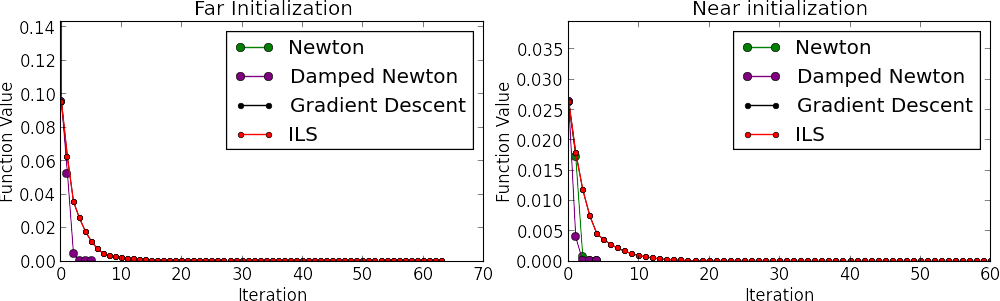 Far Initialization
0.14
0.12
0.10
0.08
0.06
0.04
0.02
0.00
Function Value
0 10 20 30 40 50 60 70
Iteration
Newton
Damped Newton
Gradient Descent
ILS
Near initialization
0.035
0.030
0.025
0.020
0.015
0.010
0.005
0.000
Function Value
0 10 20 30 40 50 60
Iteration
Newton
Damped Newton
Gradient Descent
ILS